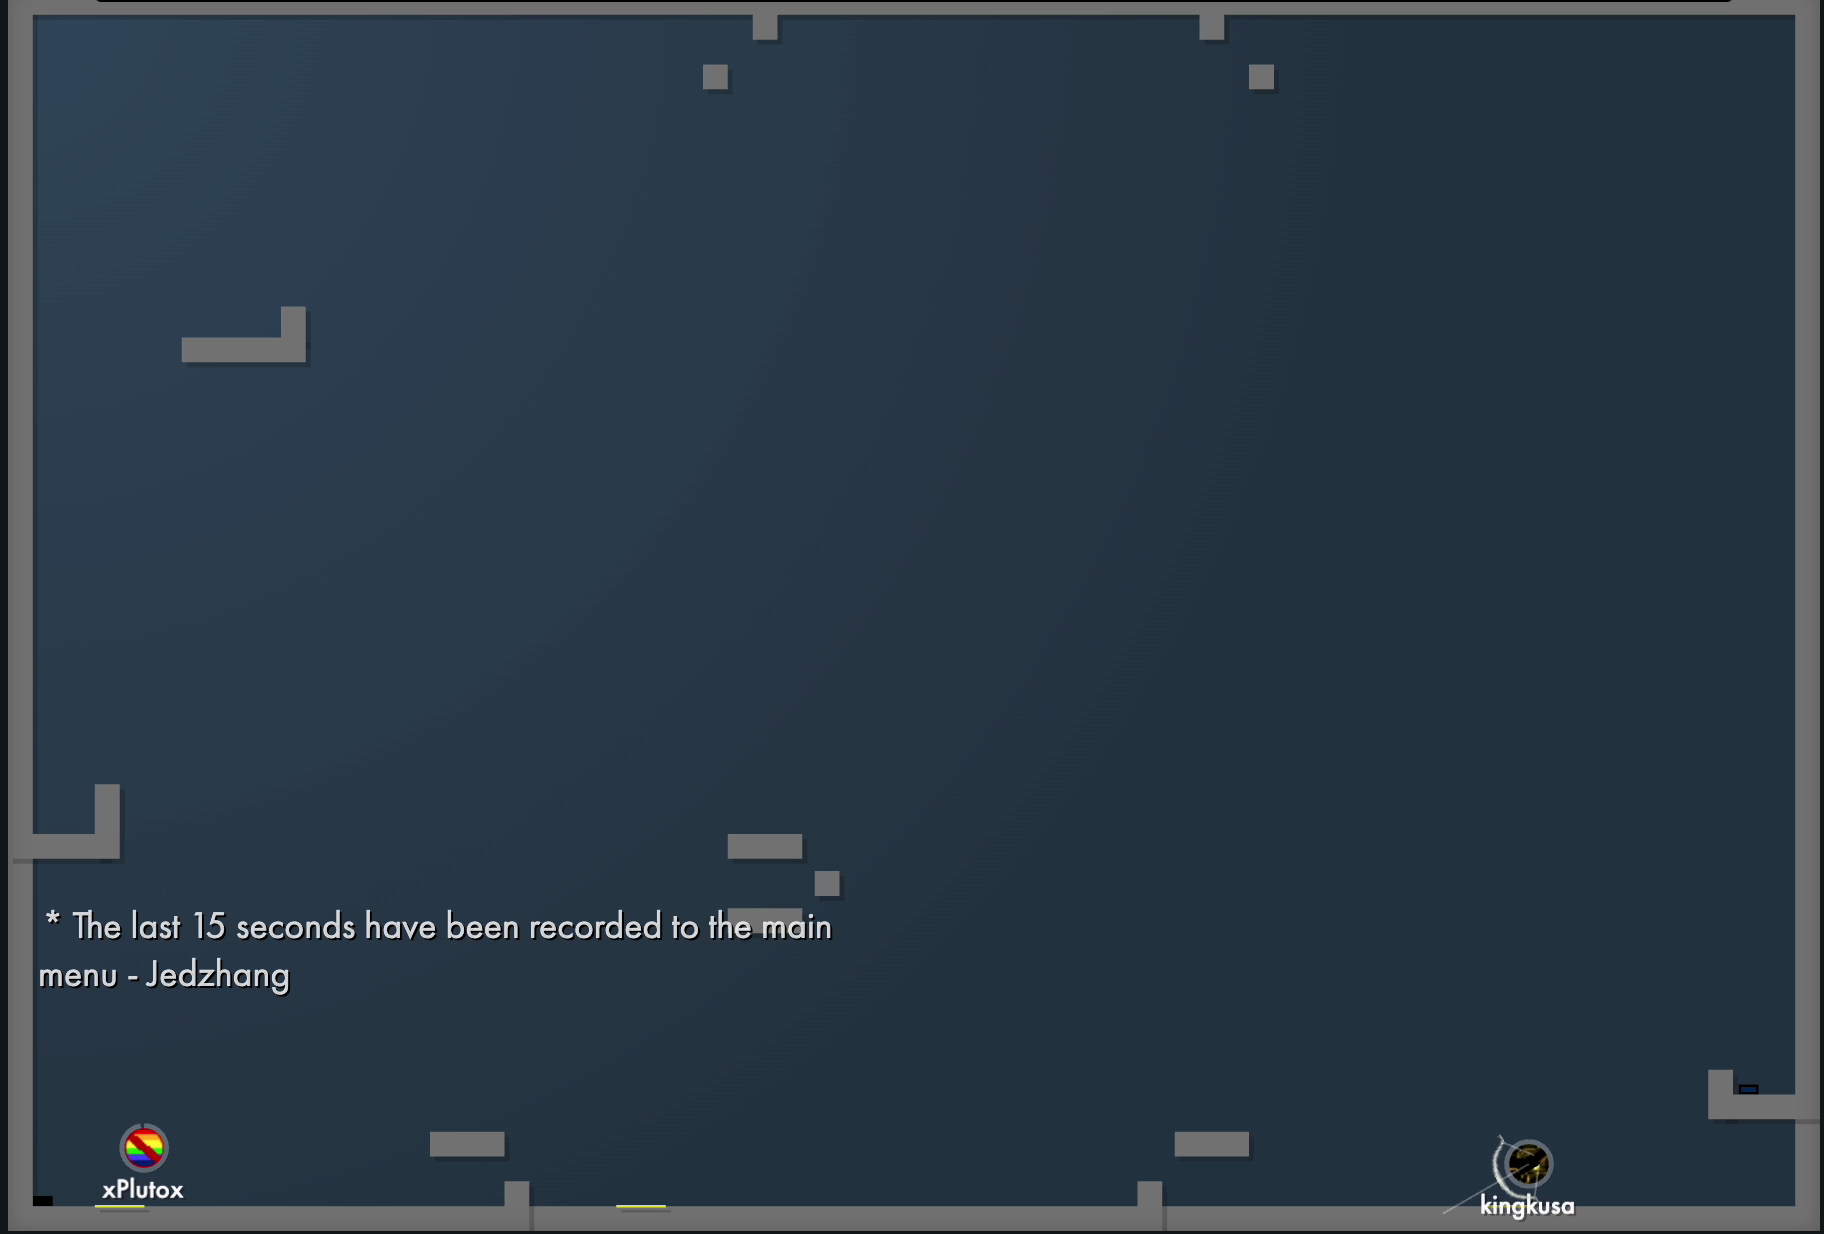 * The last 15 seconds have been recorded to the main
menu - Jedzhang
xPlutox
kingkusa